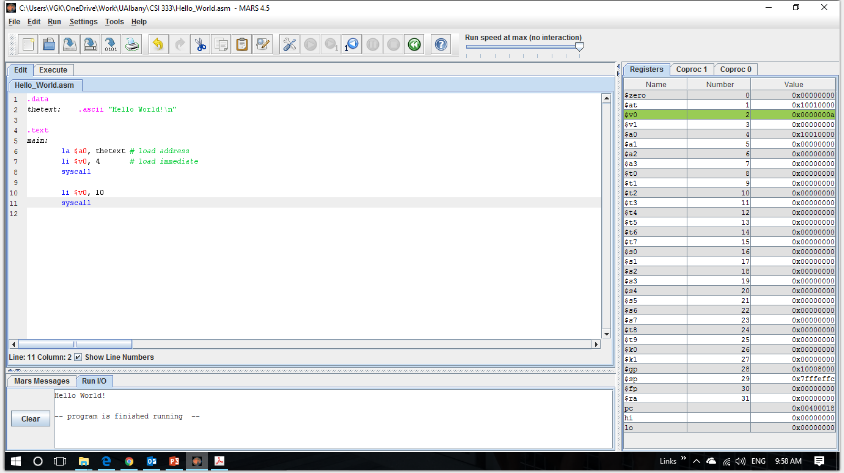 C:\Users\VGK\OneDrive\Work\UAlbany\CSI 333\Hello_World.asm - MARS 4.5
File Edit Run Settings Tools Help
Run speed at max (no interaction)
Edit Execute
Hello_World.asm
1 .data
2 thetext: .ascii "Hello World!\n"
3
4 .text
5 main:
6 la $a0, thetext # load address
7 li $v0, 4 # load immediate
8 syscall
9
10 li $v0, 10
11 syscall
12
Line: 11 Column: 2 Show Line Numbers
Mars Messages Run I/O
Clear
Hello World!
-- program is finished running --
Registers Coproc 1 Coproc 0
Name Number Value
$zero 0 0x00000000
$at 1 0x10010000
$v0 2 0x0000000a
$v1 3 0x00000000
$a0 4 0x10010000
$a1 5 0x00000000
$a2 6 0x00000000
$a3 7 0x00000000
$t0 8 0x00000000
$t1 9 0x00000000
$t2 10 0x00000000
$t3 11 0x00000000
$t4 12 0x00000000
$t5 13 0x00000000
$t6 14 0x00000000
$t7 15 0x00000000
$s0 16 0x00000000
$s1 17 0x00000000
$s2 18 0x00000000
$s3 19 0x00000000
$s4 20 0x00000000
$s5 21 0x00000000
$s6 22 0x00000000
$s7 23 0x00000000
$t8 24 0x00000000
$t9 25 0x00000000
$k0 26 0x00000000
$k1 27 0x00000000
$gp 28 0x10008000
$sp 29 0x7fffeffc
$fp 30 0x00000000
$ra 31 0x00000000
pc 0x00400018
hi 0x00000000
lo 0x00000000
Links ENG 9:58 AM